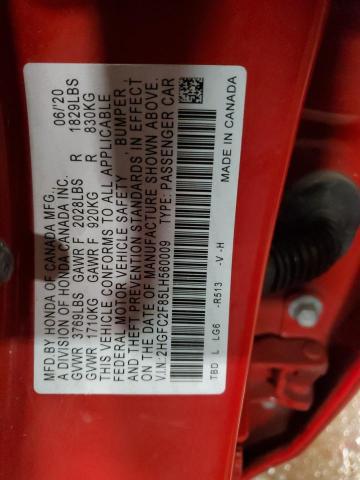 MFD. BY HONDA OF CANADA MFG., 06/20
A DIVISION OF HONDA CANADA INC.
GVWR 3769LBS GAWR F 2028LBS R 1829LBS
GVWR 1710KG GAWR F 920KG R 830KG
THIS VEHICLE CONFORMS TO ALL APPLICABLE
FEDERAL MOTOR VEHICLE SAFETY BUMPER
AND THEFT PREVENTION STANDARDS IN EFFECT
ON THE DATE OF MANUFACTURE SHOWN ABOVE.
V.I.N: 2HGFC2F85LH560009 TYPE: PASSENGER CAR
TBD L LG6 -R513 -V -H MADE IN CANADA